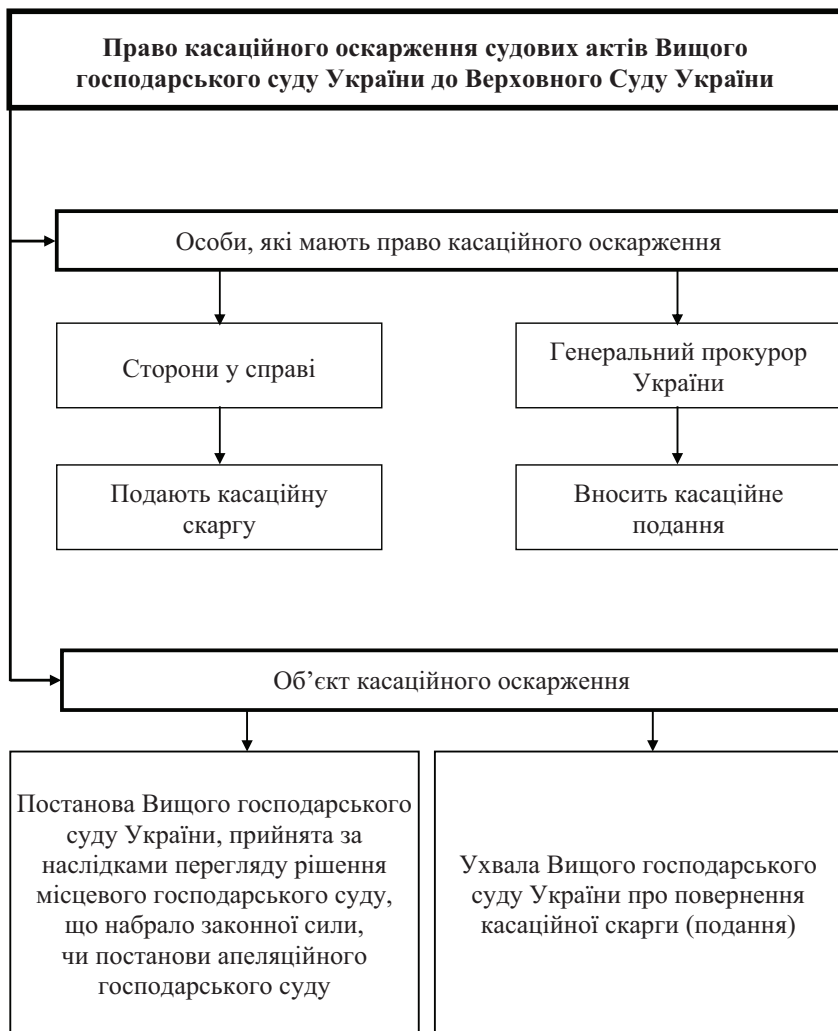 Право касаційного оскарження судових актів Вищого
господарського суду України до Верховного Суду України
Особи, які мають право касаційного оскарження
Сторони у справі
Генеральний прокурор
України
Подають касаційну
скаргу
Вносить касаційне
подання
Об’єкт касаційного оскарження
Постанова Вищого господарського
суду України, прийнята за
наслідками перегляду рішення
місцевого господарського суду,
що набрало законної сили,
чи постанови апеляційного
господарського суду
Ухвала Вищого господарського
суду України про повернення
касаційної скарги (подання)